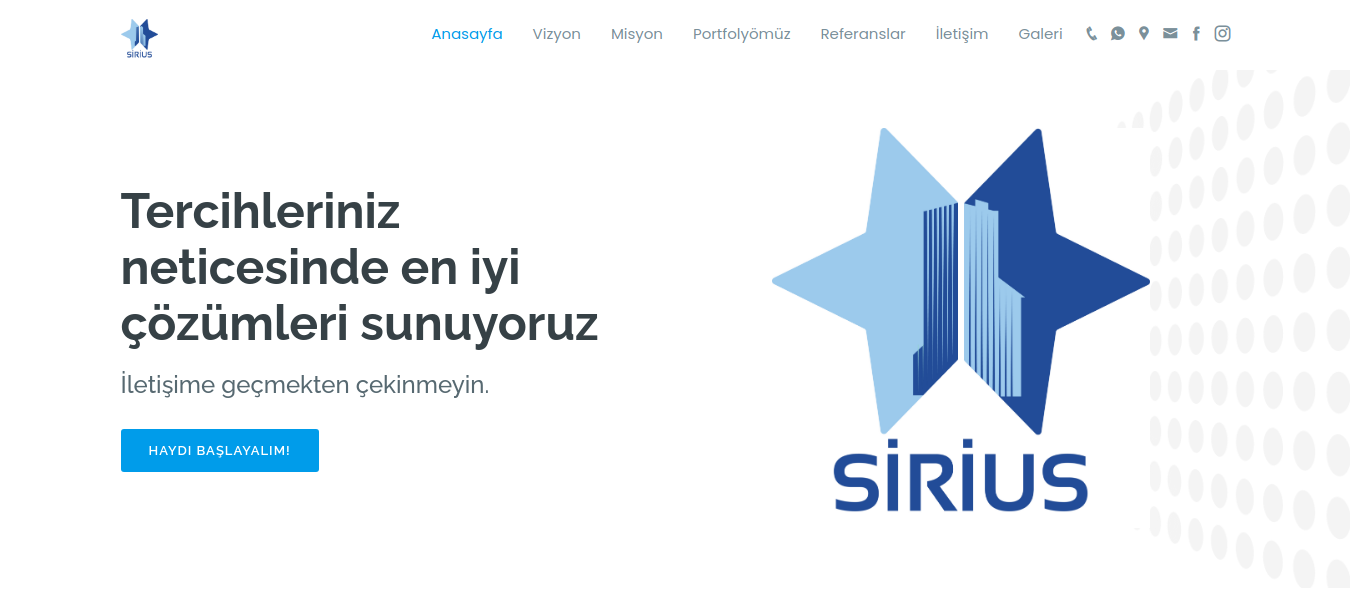 SİRİUS
Anasayfa Vizyon Misyon Portfolyömüz Referanslar İletişim Galeri
Tercihleriniz
neticesinde en iyi
çözümleri sunuyoruz
İletişime geçmekten çekinmeyin.
HAYDI BAŞLAYALIM!
SİRİUS